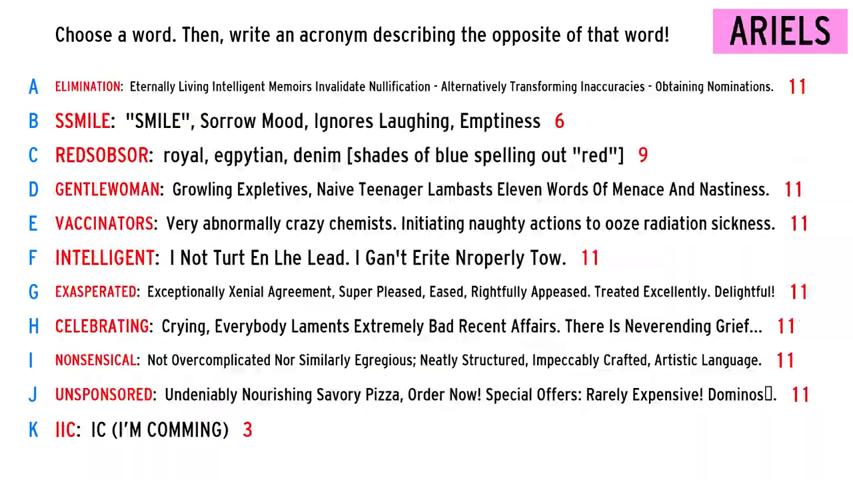 Choose a word. Then, write an acronym describing the opposite of that word!
ARIELS
A ELIMINATION: Eternally Living Intelligent Memoirs Invalidate Nullification - Alternatively Transforming Inaccuracies - Obtaining Nominations. 11
B SSMILE: "SMILE", Sorrow Mood, Ignores Laughing, Emptiness 6
C REDSOBSOR: royal, egpytian, denim [shades of blue spelling out "red"] 9
D GENTLEWOMAN: Growling Expletives, Naive Teenager Lambasts Eleven Words Of Menace And Nastiness. 11
E VACCINATORS: Very abnormally crazy chemists. Initiating naughty actions to ooze radiation sickness. 11
F INTELLIGENT: I Not Turt En Lhe Lead. I Gan't Erite Nroperly Tow. 11
G EXASPERATED: Exceptionally Xenial Agreement, Super Pleased, Eased, Rightfully Appeased. Treated Excellently. Delightful! 11
H CELEBRATING: Crying, Everybody Laments Extremely Bad Recent Affairs. There Is Neverending Grief... 11
I NONSENSICAL: Not Overcomplicated Nor Similarly Egregious; Neatly Structured, Impeccably Crafted, Artistic Language. 11
J UNSPONSORED: Undeniably Nourishing Savory Pizza, Order Now! Special Offers: Rarely Expensive! Dominos▯. 11
K IIC: IC (I'M COMMING) 3